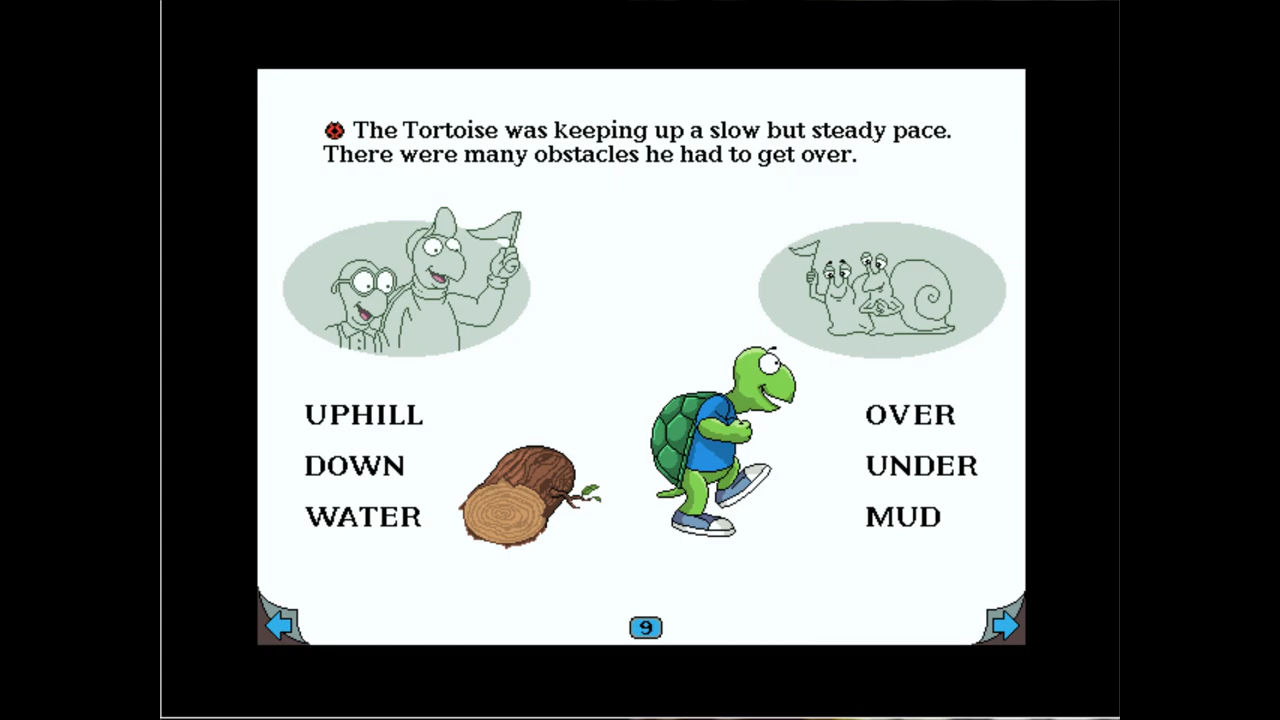 The Tortoise was keeping up a slow but steady pace.
There were many obstacles he had to get over.
UPHILL
DOWN
WATER
OVER
UNDER
MUD
9